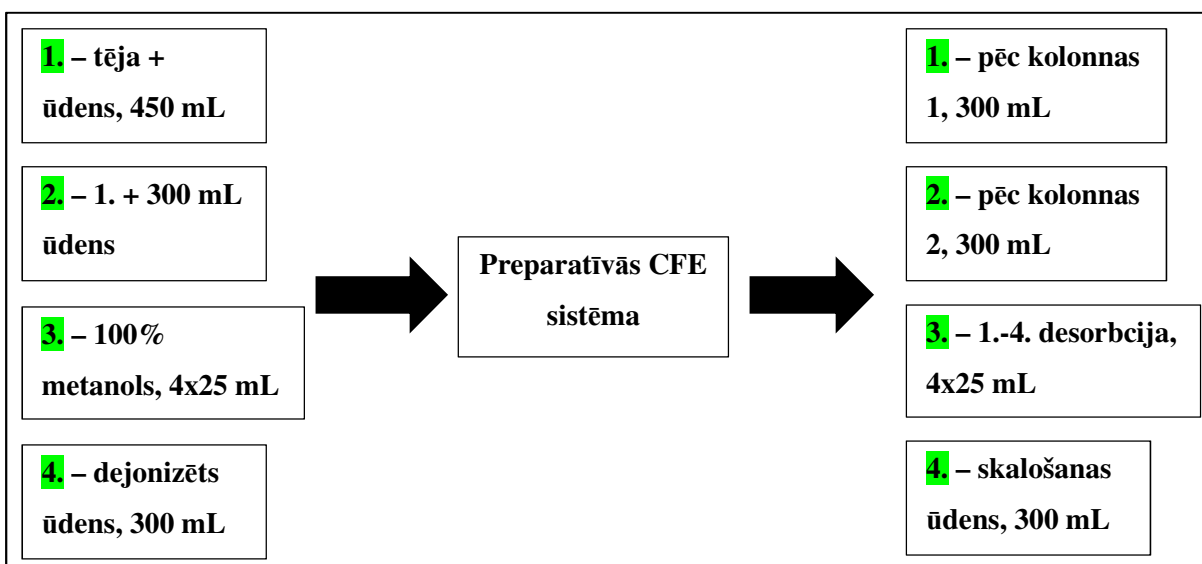 1. – tēja +
ūdens, 450 mL
2. – 1. + 300 mL
ūdens
3. – 100%
metanols, 4x25 mL
4. – dejonizēts
ūdens, 300 mL
Preparatīvās CFE
sistēma
1. – pēc kolonnas
1, 300 mL
2. – pēc kolonnas
2, 300 mL
3. – 1.-4. desorbcija,
4x25 mL
4. – skalošanas
ūdens, 300 mL